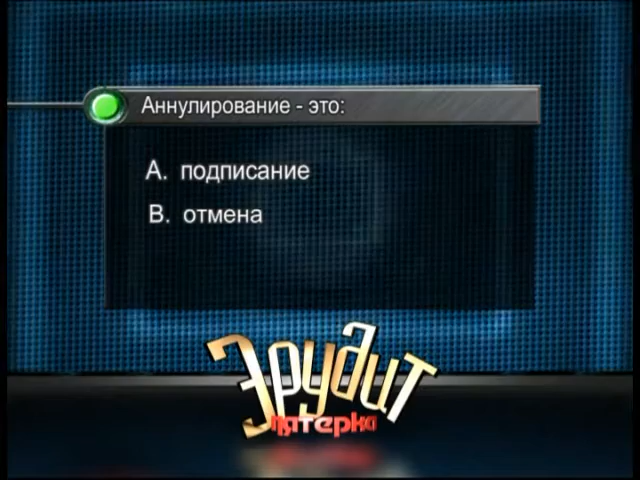 Аннулирование - это:
А. подписание
В. отмена
Эрудит
пятерка